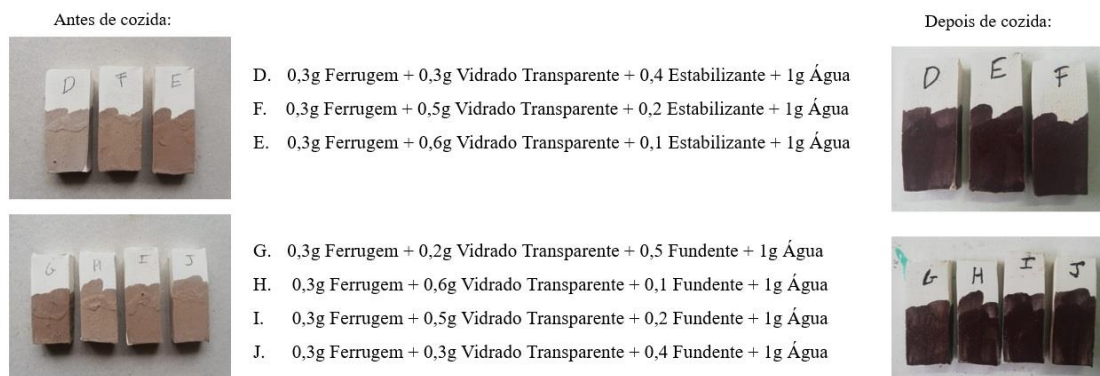 Antes de cozida:
Depois de cozida:
D F E
D. 0,3g Ferrugem + 0,3g Vidrado Transparente + 0,4 Estabilizante + 1g Água
F. 0,3g Ferrugem + 0,5g Vidrado Transparente + 0,2 Estabilizante + 1g Água
E. 0,3g Ferrugem + 0,6g Vidrado Transparente + 0,1 Estabilizante + 1g Água
D E F
G H I J
G. 0,3g Ferrugem + 0,2g Vidrado Transparente + 0,5 Fundente + 1g Água
H. 0,3g Ferrugem + 0,6g Vidrado Transparente + 0,1 Fundente + 1g Água
I. 0,3g Ferrugem + 0,5g Vidrado Transparente + 0,2 Fundente + 1g Água
J. 0,3g Ferrugem + 0,3g Vidrado Transparente + 0,4 Fundente + 1g Água
G H I J